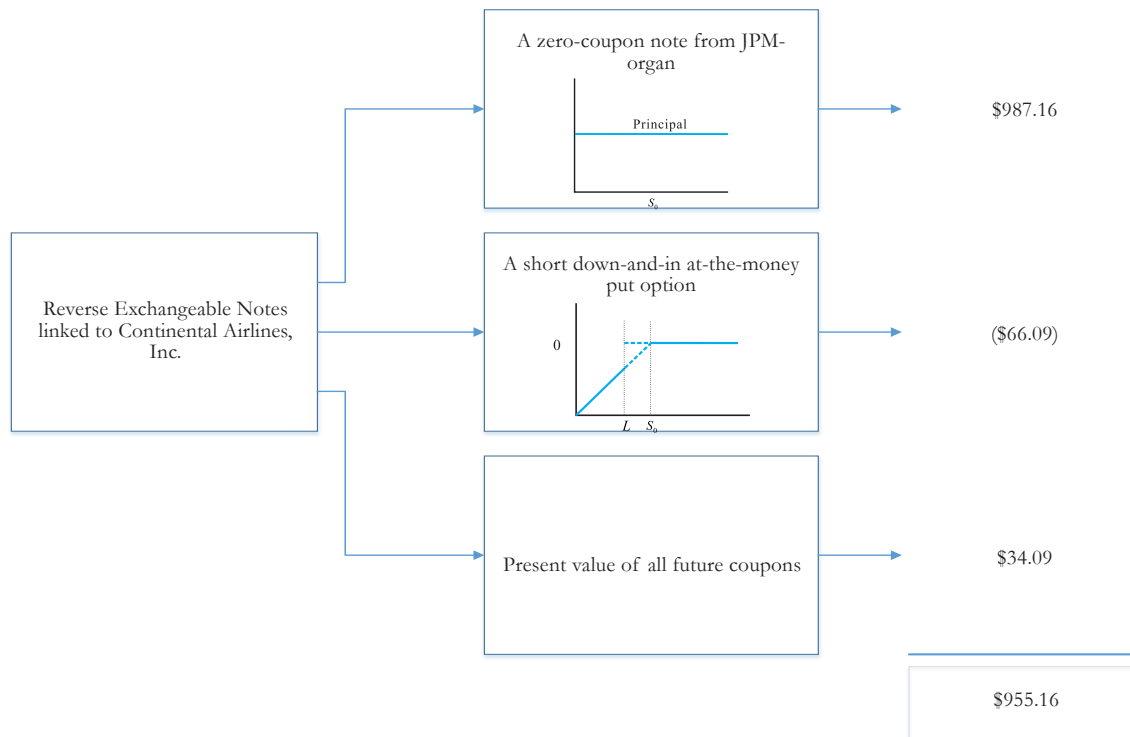 A zero-coupon note from JPM-
organ
Principal
S₀
$987.16
Reverse Exchangeable Notes
linked to Continental Airlines,
Inc.
A short down-and-in at-the-money
put option
0
L S₀
($66.09)
Present value of all future coupons
$34.09
$955.16